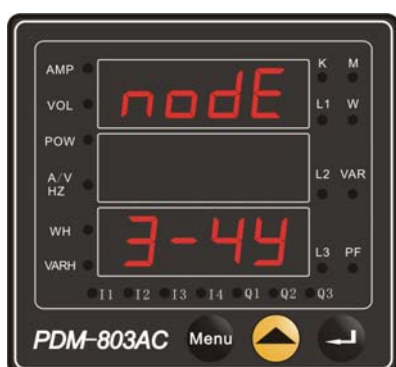 AMP
K M
nodE
VOL
L1 W
POW
A/V
HZ
L2 VAR
WH
3-4y
VARH
L3 PF
I1 I2 I3 I4 Q1 Q2 Q3
PDM-803AC Menu